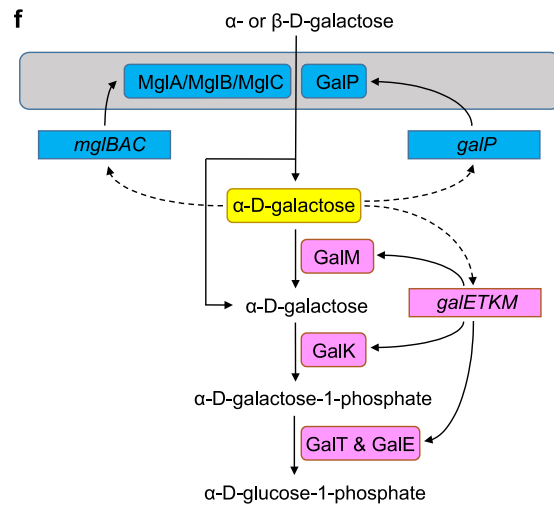 f
α- or β-D-galactose
MglA/MglB/MglC GalP
mglBAC galP
α-D-galactose
GalM
α-D-galactose galETKM
GalK
α-D-galactose-1-phosphate
GalT & GalE
α-D-glucose-1-phosphate